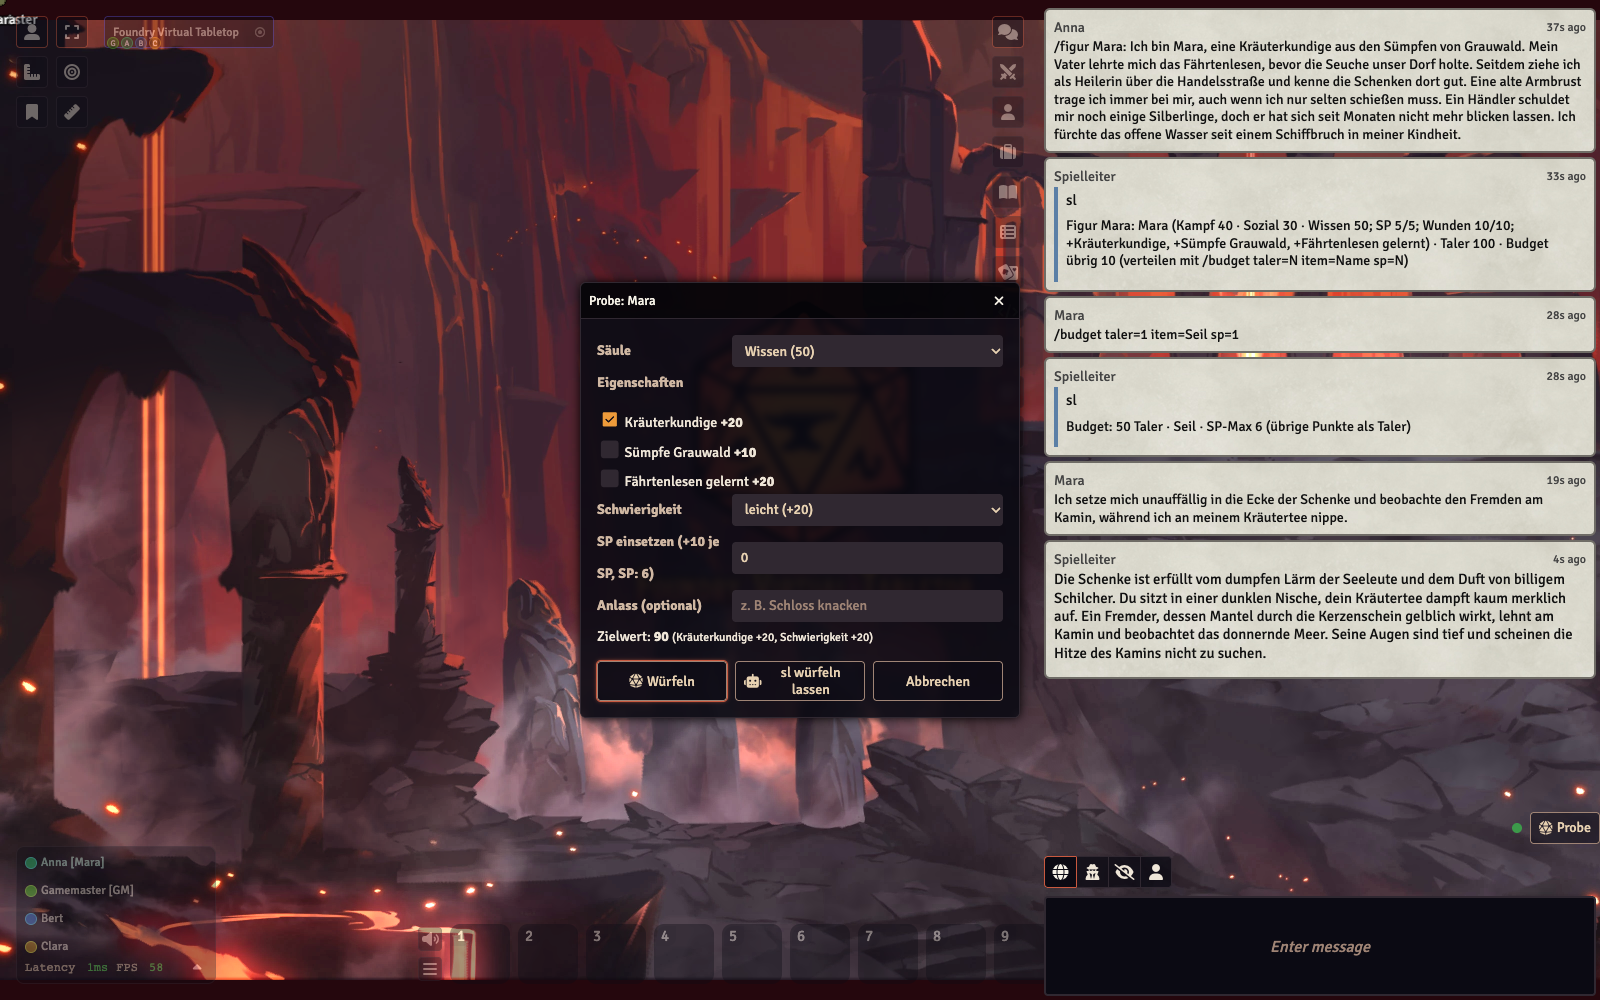 Foundry Virtual Tabletop
G A B C
Anna
37s ago
/figur Mara: Ich bin Mara, eine Kräuterkundige aus den Sümpfen von Grauwald. Mein
Vater lehrte mich das Fährtenlesen, bevor die Seuche unser Dorf holte. Seitdem ziehe ich
als Heilerin über die Handelsstraße und kenne die Schenken dort gut. Eine alte Armbrust
trage ich immer bei mir, auch wenn ich nur selten schießen muss. Ein Händler schuldet
mir noch einige Silberlinge, doch er hat sich seit Monaten nicht mehr blicken lassen. Ich
fürchte das offene Wasser seit einem Schiffbruch in meiner Kindheit.
Spielleiter
33s ago
sl
Figur Mara: Mara (Kampf 40 · Sozial 30 · Wissen 50; SP 5/5; Wunden 10/10;
+Kräuterkundige, +Sümpfe Grauwald, +Fährtenlesen gelernt) · Taler 100 · Budget
übrig 10 (verteilen mit /budget taler=N item=Name sp=N)
Mara
28s ago
/budget taler=1 item=Seil sp=1
Spielleiter
28s ago
sl
Budget: 50 Taler · Seil · SP-Max 6 (übrige Punkte als Taler)
Mara
19s ago
Ich setze mich unauffällig in die Ecke der Schenke und beobachte den Fremden am
Kamin, während ich an meinem Kräutertee nippe.
Spielleiter
4s ago
Die Schenke ist erfüllt vom dumpfen Lärm der Seeleute und dem Duft von billigem
Schilcher. Du sitzt in einer dunklen Nische, dein Kräutertee dampft kaum merklich
auf. Ein Fremder, dessen Mantel durch die Kerzenschein gelblich wirkt, lehnt am
Kamin und beobachtet das donnernde Meer. Seine Augen sind tief und scheinen die
Hitze des Kamins nicht zu suchen.
Probe: Mara
Säule
Wissen (50)
Eigenschaften
Kräuterkundige +20
Sümpfe Grauwald +10
Fährtenlesen gelernt +20
Schwierigkeit
leicht (+20)
SP einsetzen (+10 je
SP, SP: 6)
0
Anlass (optional)
z. B. Schloss knacken
Zielwert: 90 (Kräuterkundige +20, Schwierigkeit +20)
Würfeln
sl würfeln
lassen
Abbrechen
Probe
Enter message
Anna [Mara]
Gamemaster [GM]
Bert
Clara
Latency 1ms FPS 58
1 2 3 4 5 6 7 8 9